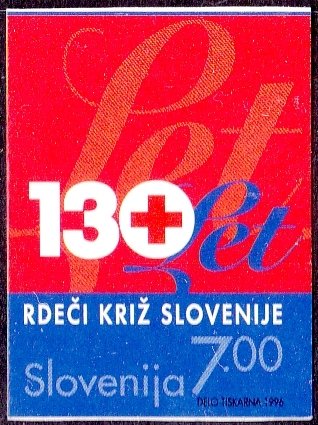 Let
130 Let
RDEČI KRIŽ SLOVENIJE
Slovenija 7.00
DELO TISKARNA 1996